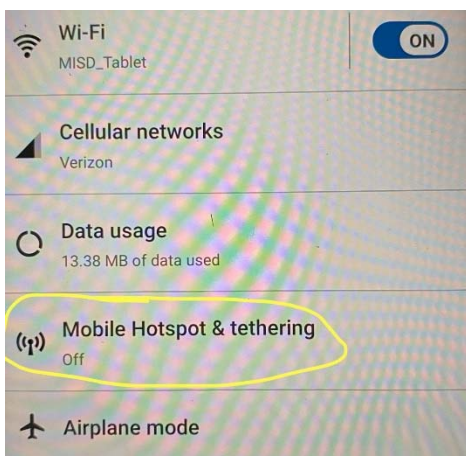 Wi-Fi
ON
MISD_Tablet
Cellular networks
Verizon
Data usage
13.38 MB of data used
Mobile Hotspot & tethering
Off
Airplane mode